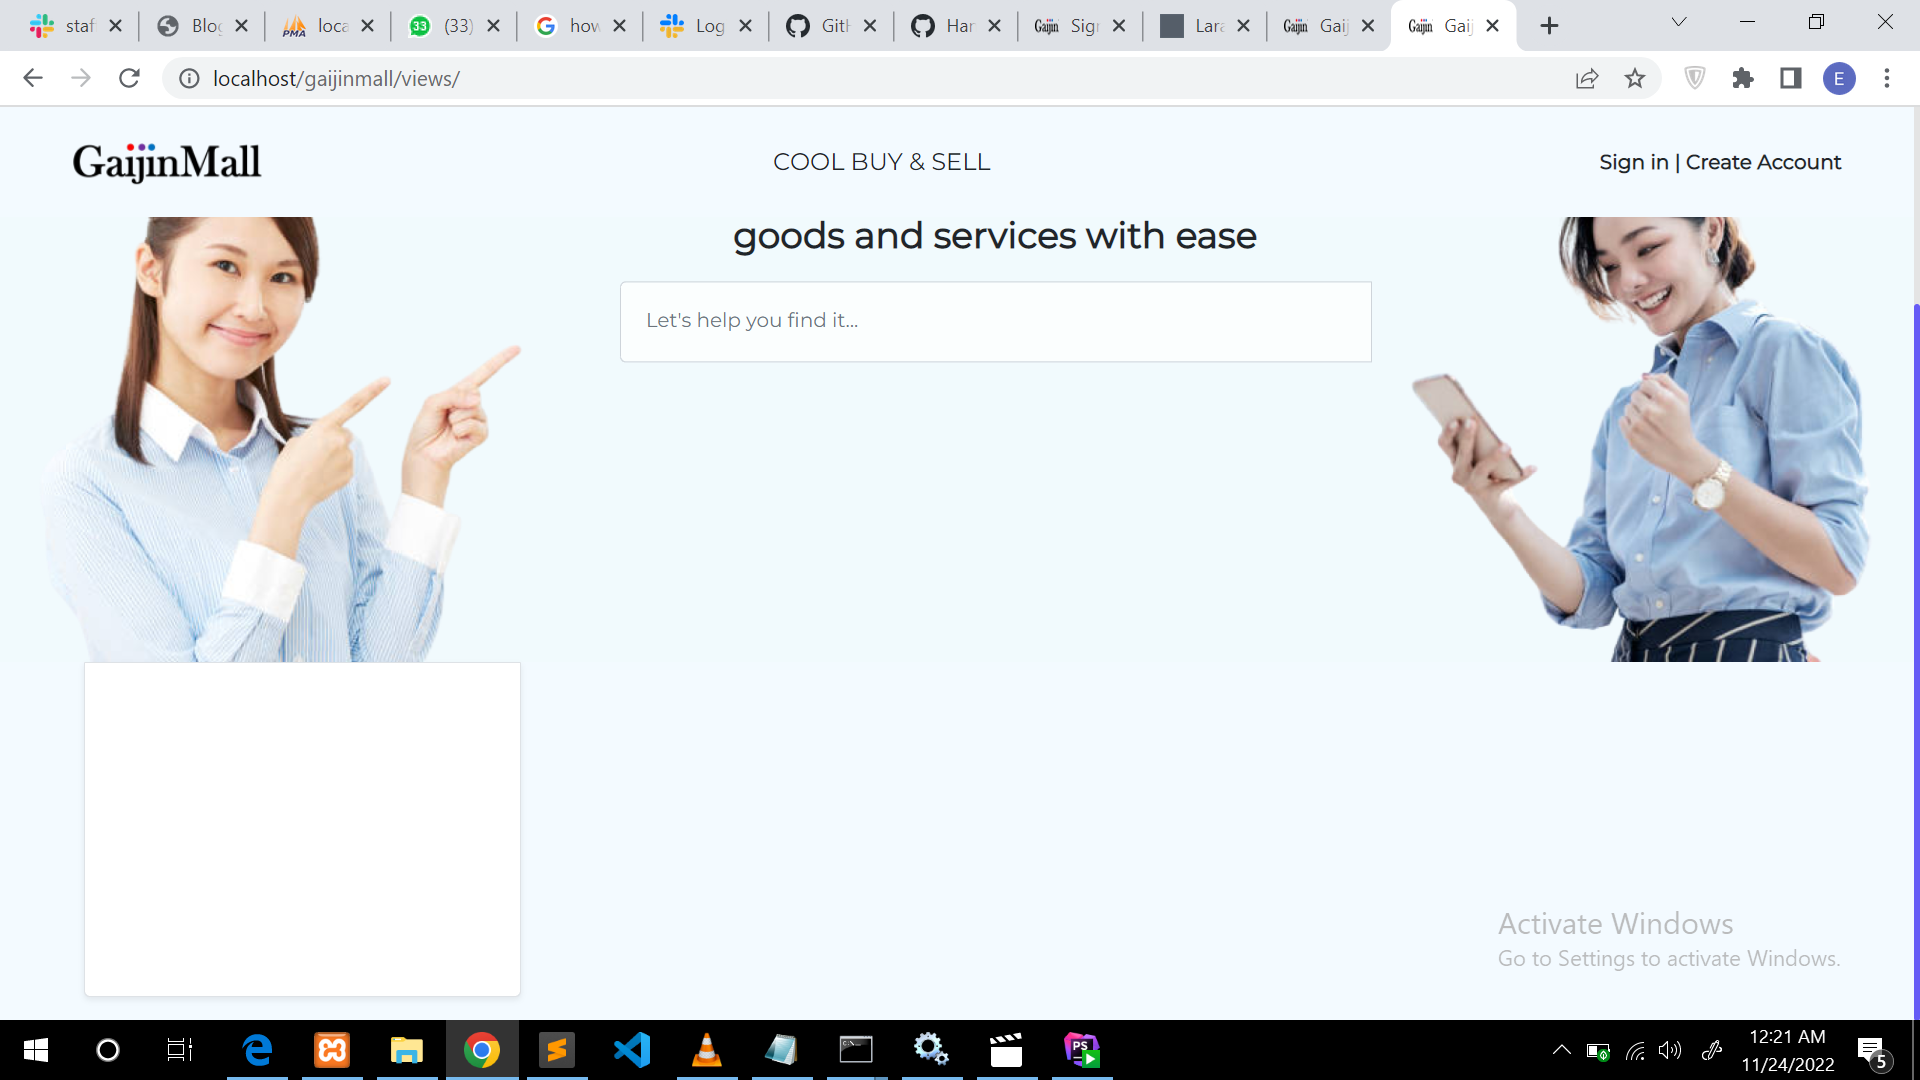 staf
Blog
loca
(33)
how
Log
GitH
Har
Sign
Lara
Gaij
Gaij
localhost/gaijinmall/views/
E
GaijinMall
COOL BUY & SELL
Sign in | Create Account
goods and services with ease
Let's help you find it...
Activate Windows
Go to Settings to activate Windows.
12:21 AM
11/24/2022
5